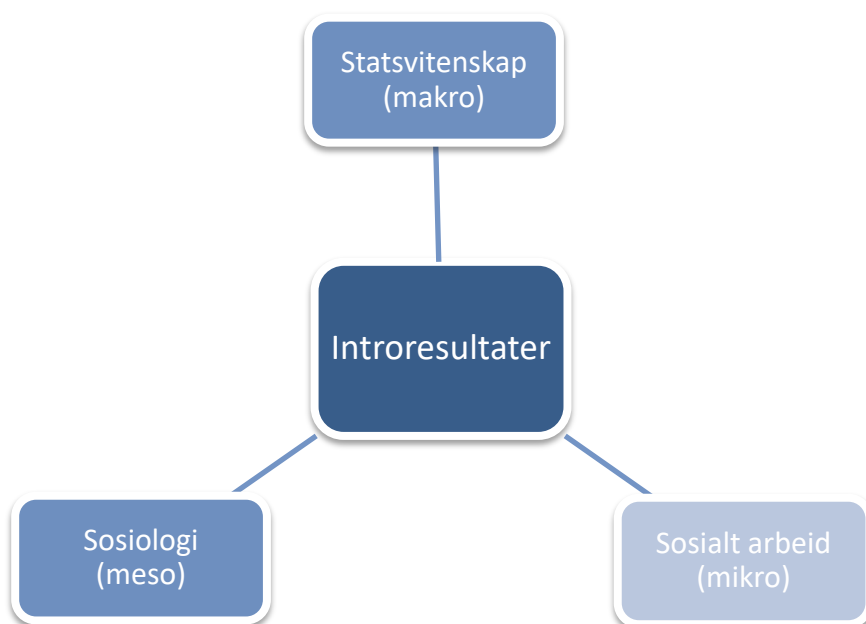 Statsvitenskap
(makro)
Introresultater
Sosiologi
(meso)
Sosialt arbeid
(mikro)